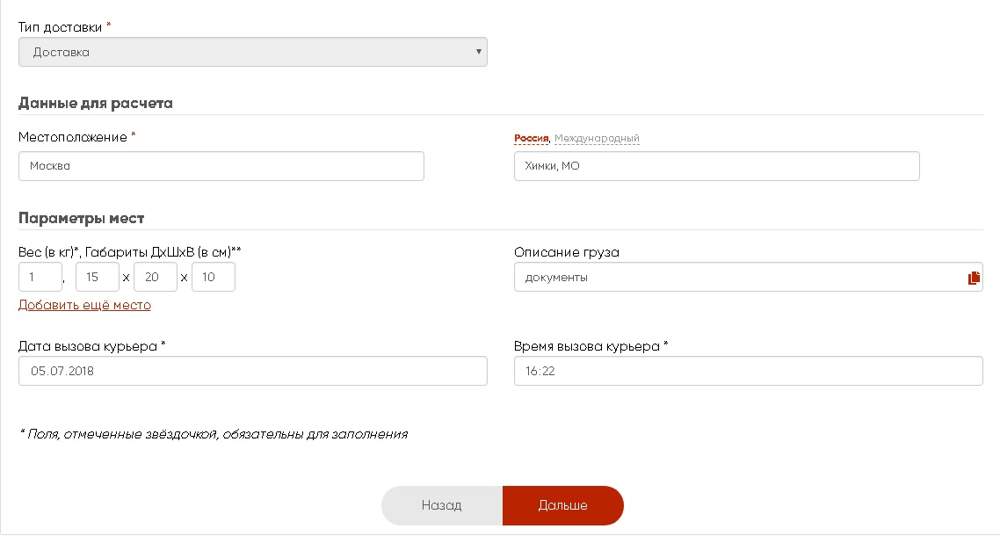 Тип доставки *
Доставка
Данные для расчета
Местоположение *
Россия, Международный
Москва
Химки, МО
Параметры мест
Вес (в кг)*, Габариты ДхШхВ (в см)**
Описание груза
1, 15 х 20 х 10
документы
Добавить ещё место
Дата вызова курьера *
Время вызова курьера *
05.07.2018
16:22
* Поля, отмеченные звёздочкой, обязательны для заполнения
Назад
Дальше